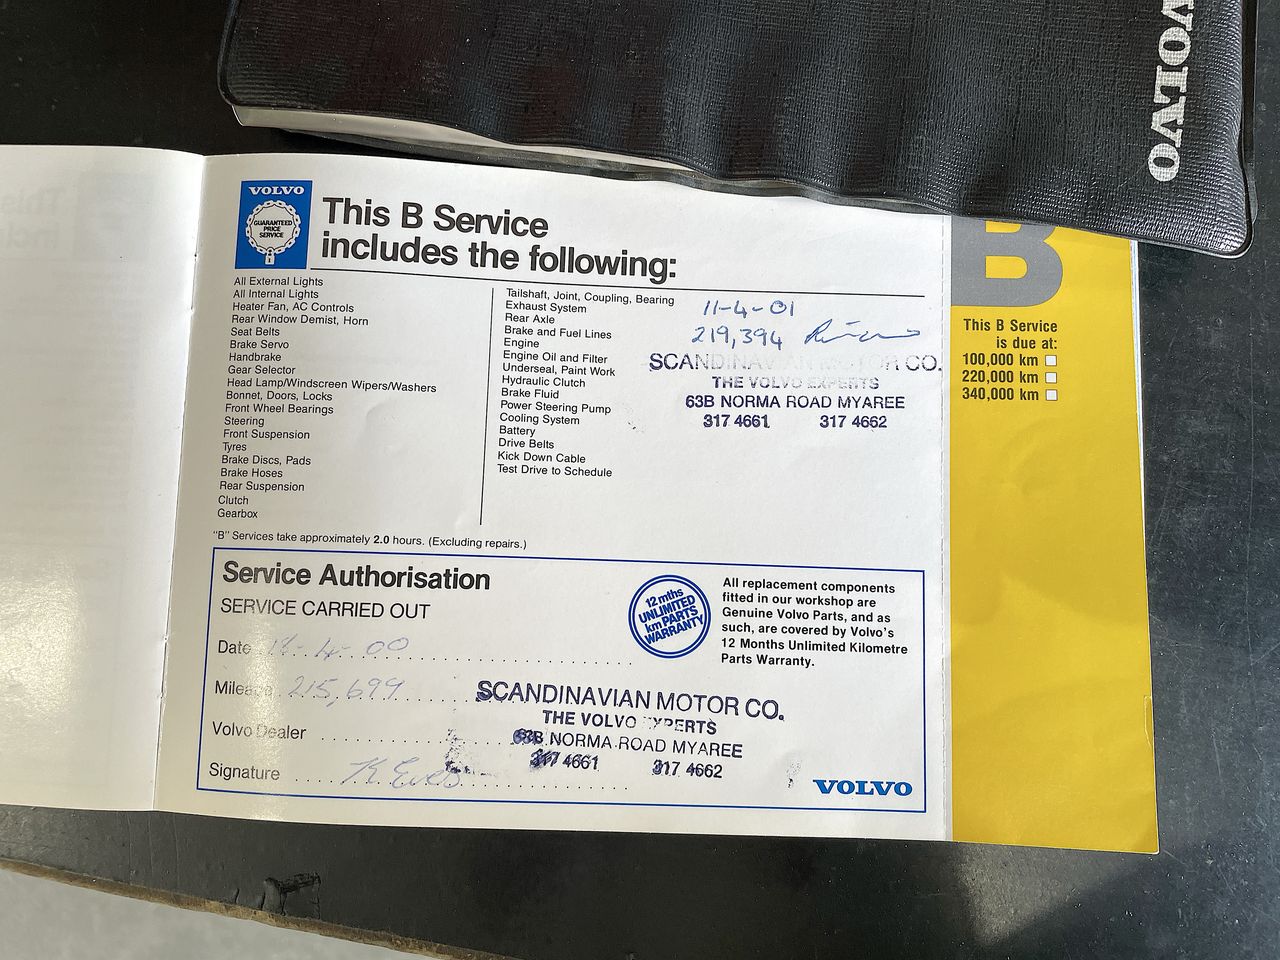 VOLVO
VOLVO
GUARANTEED
PRICE
SERVICE
This B Service
includes the following:
All External Lights
All Internal Lights
Heater Fan, AC Controls
Rear Window Demist, Horn
Seat Belts
Brake Servo
Handbrake
Gear Selector
Head Lamp/Windscreen Wipers/Washers
Bonnet, Doors, Locks
Front Wheel Bearings
Steering
Front Suspension
Tyres
Brake Discs, Pads
Brake Hoses
Rear Suspension
Clutch
Gearbox
Tailshaft, Joint, Coupling, Bearing
Exhaust System
Rear Axle
Brake and Fuel Lines
Engine
Engine Oil and Filter
Underseal, Paint Work
Hydraulic Clutch
Brake Fluid
Power Steering Pump
Cooling System
Battery
Drive Belts
Kick Down Cable
Test Drive to Schedule
11-4-01
219,394
SCANDINAVIAN MOTOR CO.
THE VOLVO EXPERTS
63B NORMA ROAD MYAREE
317 4661 317 4662
B
This B Service
is due at:
100,000 km
220,000 km
340,000 km
"B" Services take approximately 2.0 hours. (Excluding repairs.)
Service Authorisation
SERVICE CARRIED OUT
Date -4-00
Mileage 215,699
Volvo Dealer
Signature
SCANDINAVIAN MOTOR CO.
THE VOLVO EXPERTS
63B NORMA ROAD MYAREE
317 4661 317 4662
12 mths
UNLIMITED
km PARTS
WARRANTY
All replacement components
fitted in our workshop are
Genuine Volvo Parts, and as
such, are covered by Volvo's
12 Months Unlimited Kilometre
Parts Warranty.
VOLVO